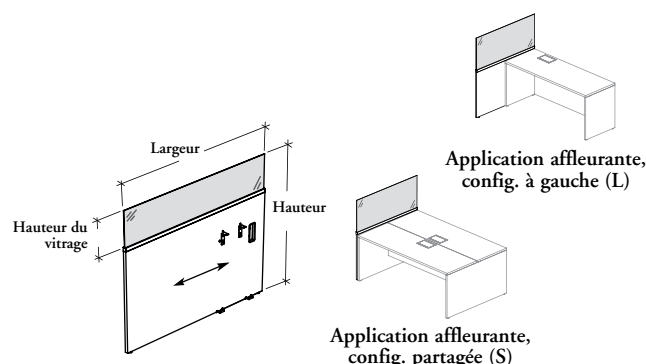 Largeur
Hauteur du
vitrage
Hauteur
Application affleurante,
config. à gauche (L)
Application affleurante,
config. partagée (S)